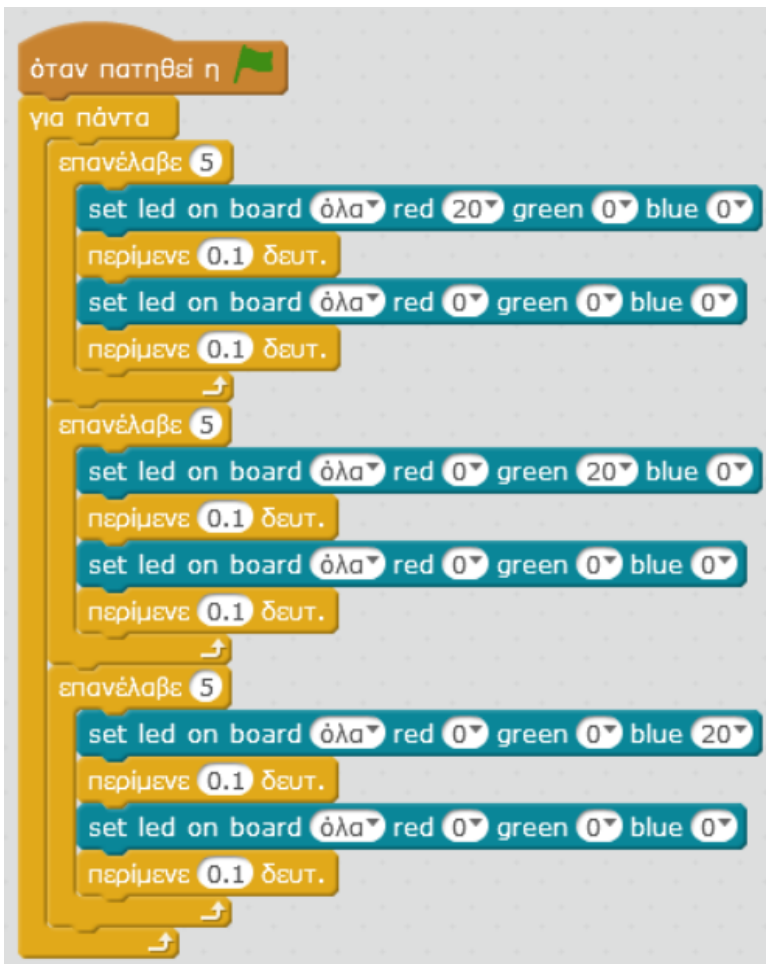 όταν πατηθεί η
για πάντα
επανέλαβε 5
set led on board όλα red 20 green 0 blue 0
περίμενε 0.1 δευτ.
set led on board όλα red 0 green 0 blue 0
περίμενε 0.1 δευτ.
επανέλαβε 5
set led on board όλα red 0 green 20 blue 0
περίμενε 0.1 δευτ.
set led on board όλα red 0 green 0 blue 0
περίμενε 0.1 δευτ.
επανέλαβε 5
set led on board όλα red 0 green 0 blue 20
περίμενε 0.1 δευτ.
set led on board όλα red 0 green 0 blue 0
περίμενε 0.1 δευτ.